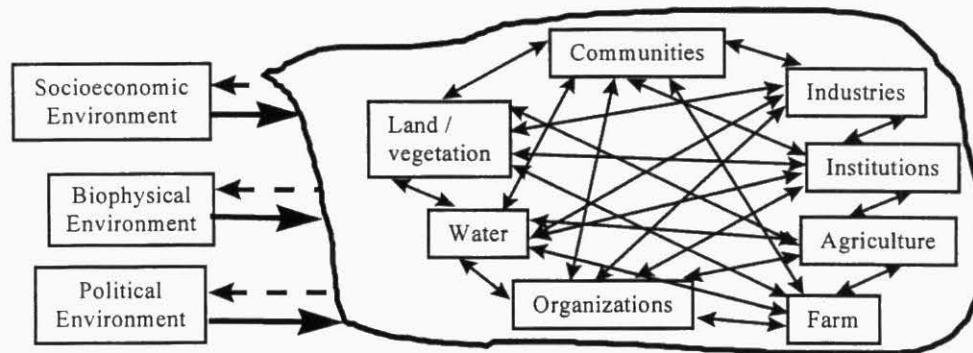 Socioeconomic
Environment
Biophysical
Environment
Political
Environment
Communities
Industries
Land /
vegetation
Institutions
Water
Agriculture
Organizations
Farm